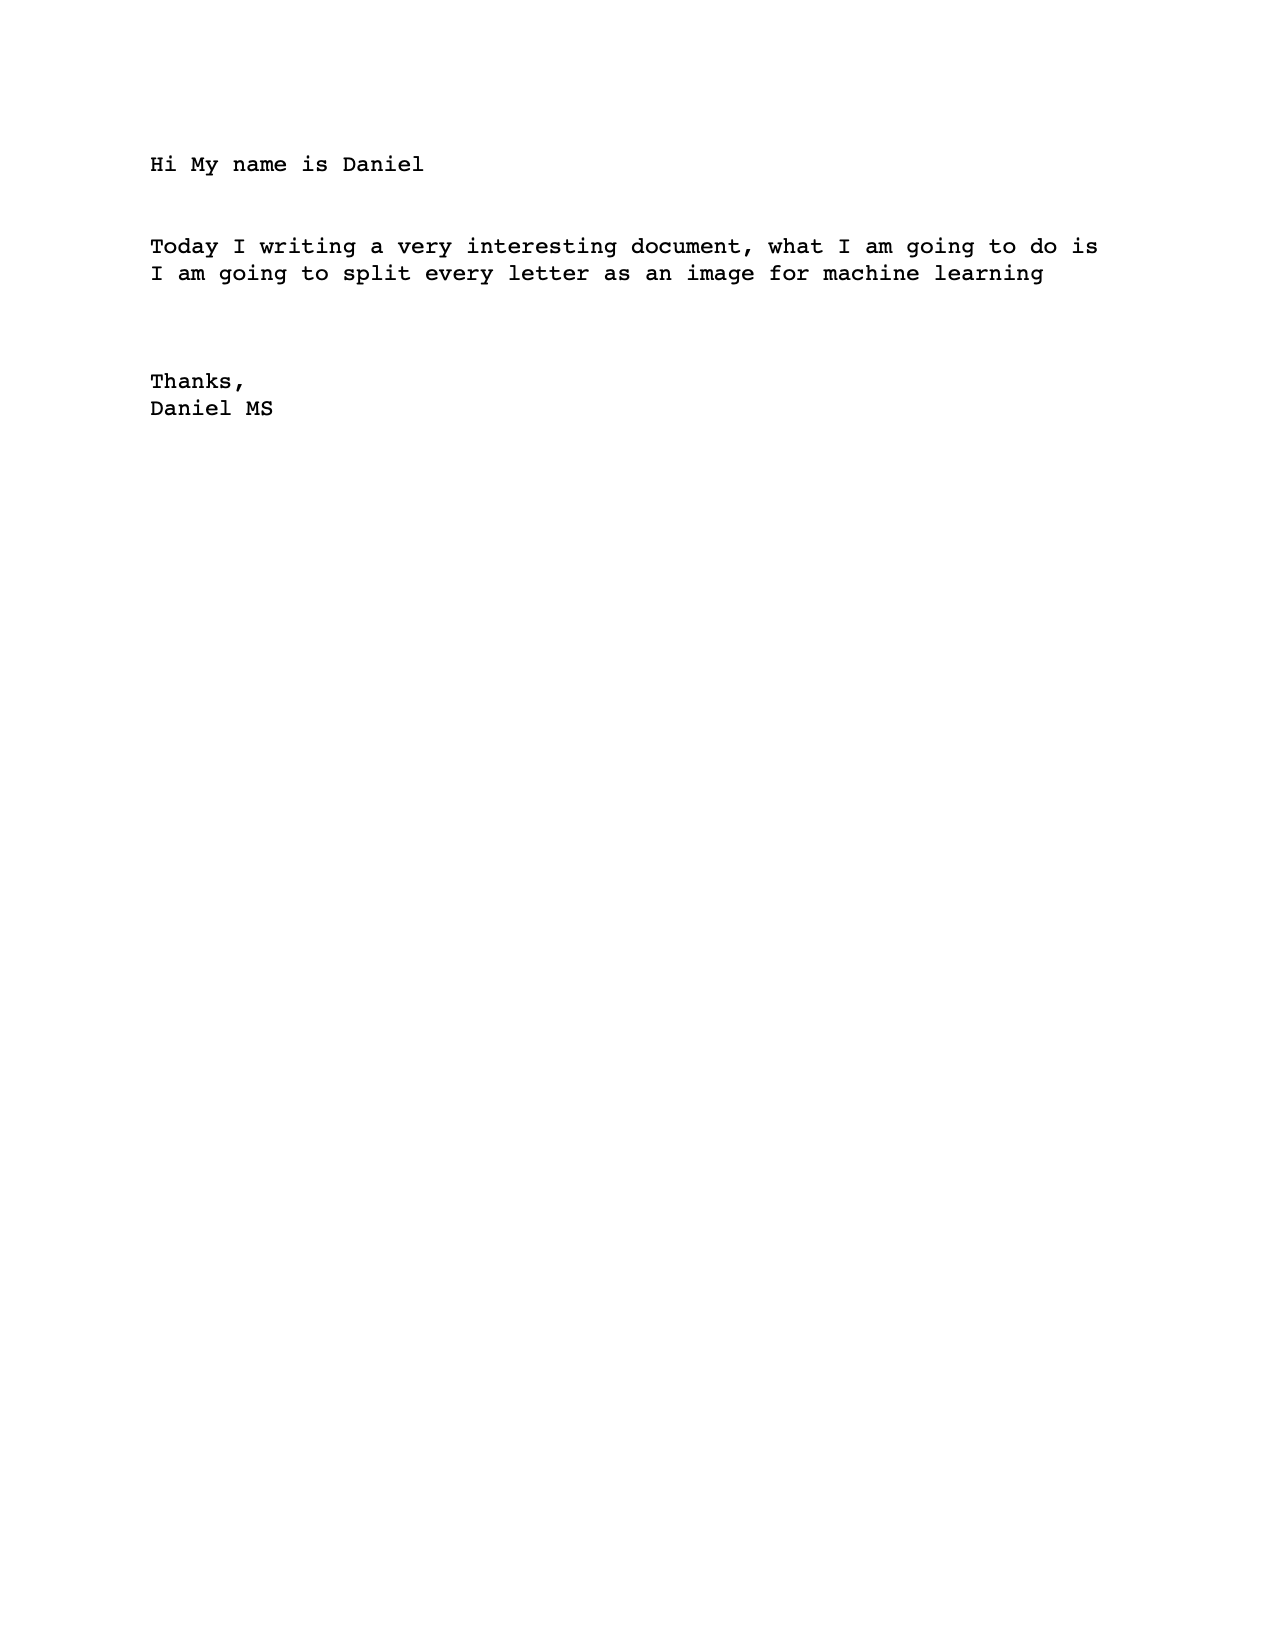 Hi My name is Daniel
Today I writing a very interesting document, what I am going to do is
I am going to split every letter as an image for machine learning
Thanks,
Daniel MS